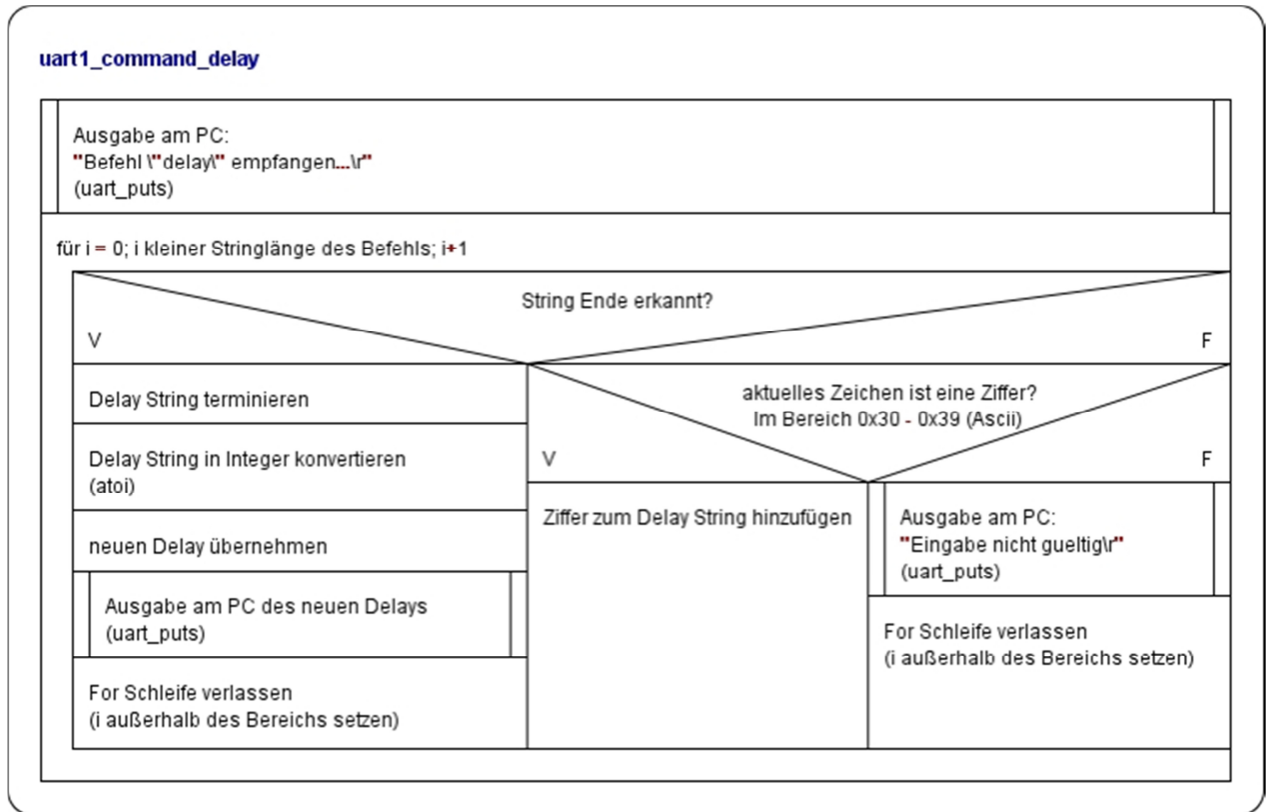 uart1_command_delay
Ausgabe am PC:
"Befehl \"delay\" empfangen...\r"
(uart_puts)
für i = 0; i kleiner Stringlänge des Befehls; i+1
String Ende erkannt?
V
F
Delay String terminieren
Delay String in Integer konvertieren
(atoi)
neuen Delay übernehmen
Ausgabe am PC des neuen Delays
(uart_puts)
For Schleife verlassen
(i außerhalb des Bereichs setzen)
aktuelles Zeichen ist eine Ziffer?
Im Bereich 0x30 - 0x39 (Ascii)
V
F
Ziffer zum Delay String hinzufügen
Ausgabe am PC:
"Eingabe nicht gueltig\r"
(uart_puts)
For Schleife verlassen
(i außerhalb des Bereichs setzen)